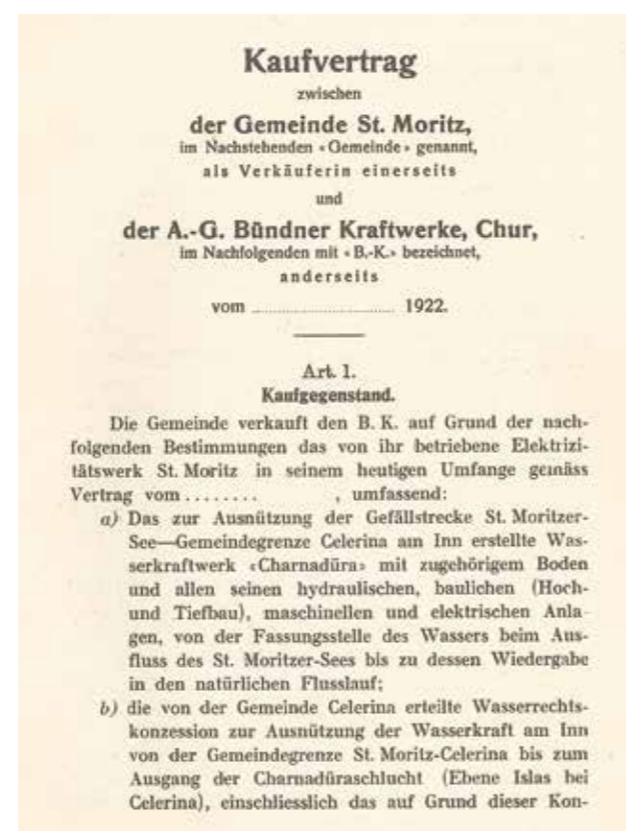 Kaufvertrag
zwischen
der Gemeinde St. Moritz,
im Nachstehenden «Gemeinde» genannt,
als Verkäuferin einerseits
und
der A.-G. Bündner Kraftwerke, Chur,
im Nachfolgenden mit «B.-K.» bezeichnet,
anderseits
vom .................................... 1922.
Art. 1.
Kaufgegenstand.
Die Gemeinde verkauft den B. K. auf Grund der nach-
folgenden Bestimmungen das von ihr betriebene Elektrizi-
tätswerk St. Moritz in seinem heutigen Umfange gemäss
Vertrag vom ........ , umfassend:
a) Das zur Ausnützung der Gefällstrecke St. Moritzer-
See—Gemeindegrenze Celerina am Inn erstellte Was-
serkraftwerk «Charnadüra» mit zugehörigem Boden
und allen seinen hydraulischen, baulichen (Hoch-
und Tiefbau), maschinellen und elektrischen Anla-
gen, von der Fassungsstelle des Wassers beim Aus-
fluss des St. Moritzer-Sees bis zu dessen Wiedergabe
in den natürlichen Flusslauf;
b) die von der Gemeinde Celerina erteilte Wasserrechts-
konzession zur Ausnützung der Wasserkraft am Inn
von der Gemeindegrenze St. Moritz-Celerina bis zum
Ausgang der Charnadüraschlucht (Ebene Islas bei
Celerina), einschliesslich das auf Grund dieser Kon-